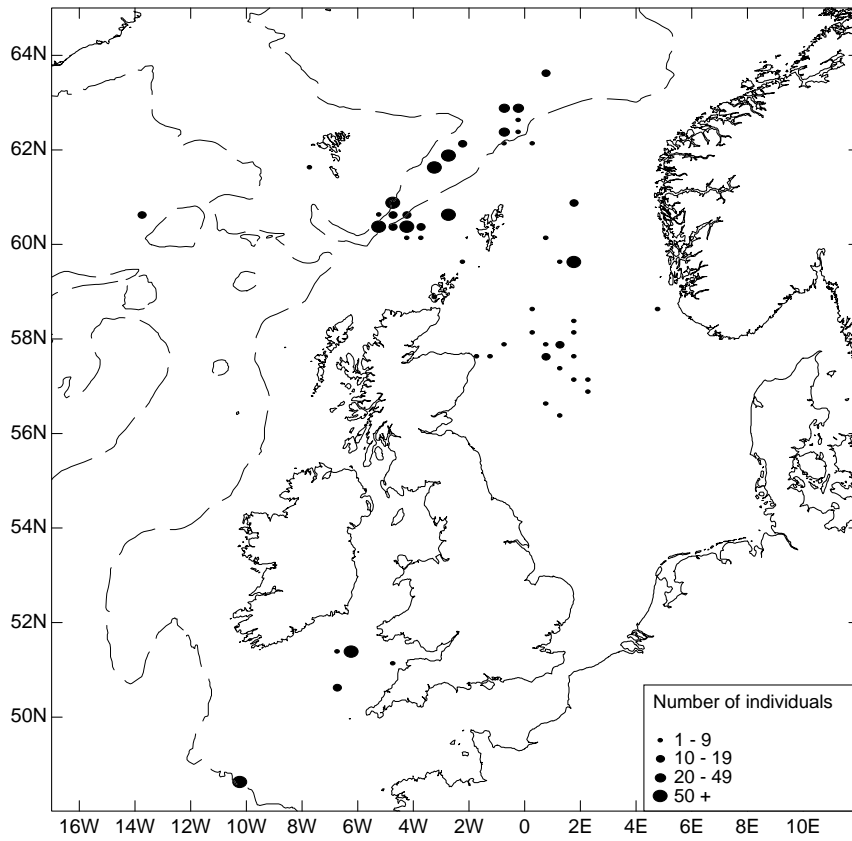 64N
62N
60N
58N
56N
54N
52N
50N
Number of individuals
1 - 9
10 - 19
20 - 49
50 +
16W 14W 12W 10W 8W 6W 4W 2W 0 2E 4E 6E 8E 10E